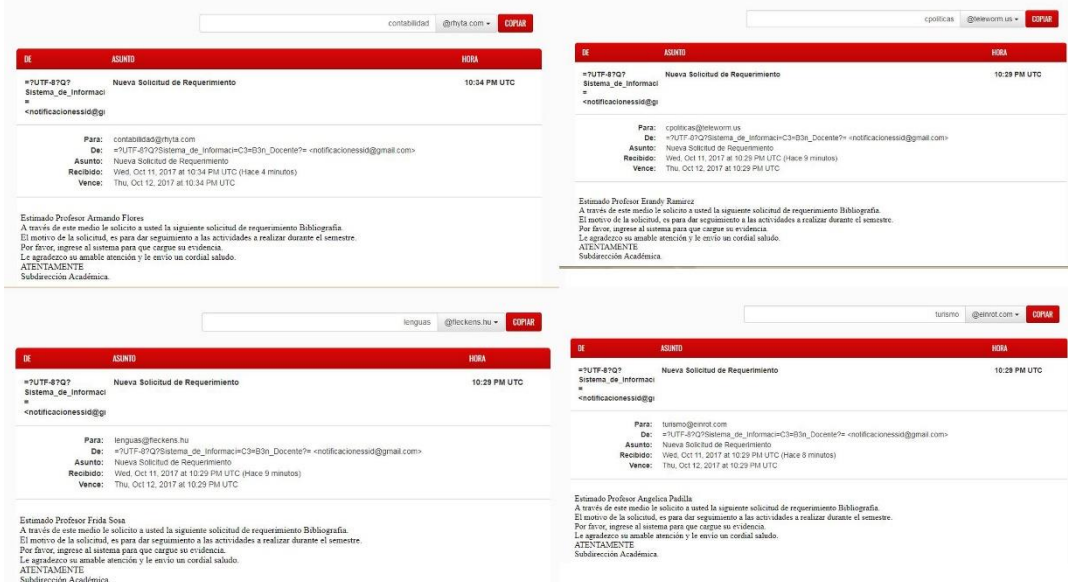 contabilidad @rhyta.com COPIAR
DE ASUNTO HORA
=?UTF-8?Q? Nueva Solicitud de Requerimiento 10:34 PM UTC
Sistema_de_Informaci
=
<notificacionessid@g
Para: contabilidad@rhyta.com
De: =?UTF-8?Q?Sistema_de_Informaci=C3=B3n_Docente?= <notificacionessid@gmail.com>
Asunto: Nueva Solicitud de Requerimiento
Recibido: Wed, Oct 11, 2017 at 10:34 PM UTC (Hace 4 minutos)
Vence: Thu, Oct 12, 2017 at 10:34 PM UTC
Estimado Profesor Armando Flores
A través de este medio le solicito a usted la siguiente solicitud de requerimiento Bibliografia.
El motivo de la solicitud, es para dar seguimiento a las actividades a realizar durante el semestre.
Por favor, ingrese al sistema para que cargue su evidencia.
Le agradezco su amable atención y le envio un cordial saludo.
ATENTAMENTE
Subdirección Académica.
cpoliticas @teleworm.us COPIAR
DE ASUNTO HORA
=?UTF-8?Q? Nueva Solicitud de Requerimiento 10:29 PM UTC
Sistema_de_Informaci
=
<notificacionessid@g
Para: cpoliticas@teleworm.us
De: =?UTF-8?Q?Sistema_de_Informaci=C3=B3n_Docente?= <notificacionessid@gmail.com>
Asunto: Nueva Solicitud de Requerimiento
Recibido: Wed, Oct 11, 2017 at 10:29 PM UTC (Hace 9 minutos)
Vence: Thu, Oct 12, 2017 at 10:29 PM UTC
Estimado Profesor Erandy Ramirez
A través de este medio le solicito a usted la siguiente solicitud de requerimiento Bibliografia.
El motivo de la solicitud, es para dar seguimiento a las actividades a realizar durante el semestre.
Por favor, ingrese al sistema para que cargue su evidencia.
Le agradezco su amable atención y le envio un cordial saludo.
ATENTAMENTE
Subdirección Académica.
lenguas @fleckens.hu COPIAR
DE ASUNTO HORA
=?UTF-8?Q? Nueva Solicitud de Requerimiento 10:29 PM UTC
Sistema_de_Informaci
=
<notificacionessid@g
Para: lenguas@fleckens.hu
De: =?UTF-8?Q?Sistema_de_Informaci=C3=B3n_Docente?= <notificacionessid@gmail.com>
Asunto: Nueva Solicitud de Requerimiento
Recibido: Wed, Oct 11, 2017 at 10:29 PM UTC (Hace 9 minutos)
Vence: Thu, Oct 12, 2017 at 10:29 PM UTC
Estimado Profesor Frida Sosa
A través de este medio le solicito a usted la siguiente solicitud de requerimiento Bibliografia.
El motivo de la solicitud, es para dar seguimiento a las actividades a realizar durante el semestre.
Por favor, ingrese al sistema para que cargue su evidencia.
Le agradezco su amable atención y le envio un cordial saludo.
ATENTAMENTE
Subdirección Académica.
turismo @einrot.com COPIAR
DE ASUNTO HORA
=?UTF-8?Q? Nueva Solicitud de Requerimiento 10:29 PM UTC
Sistema_de_Informaci
=
<notificacionessid@g
Para: turismo@einrot.com
De: =?UTF-8?Q?Sistema_de_Informaci=C3=B3n_Docente?= <notificacionessid@gmail.com>
Asunto: Nueva Solicitud de Requerimiento
Recibido: Wed, Oct 11, 2017 at 10:29 PM UTC (Hace 8 minutos)
Vence: Thu, Oct 12, 2017 at 10:29 PM UTC
Estimado Profesor Angelica Padilla
A través de este medio le solicito a usted la siguiente solicitud de requerimiento Bibliografia.
El motivo de la solicitud, es para dar seguimiento a las actividades a realizar durante el semestre.
Por favor, ingrese al sistema para que cargue su evidencia.
Le agradezco su amable atención y le envio un cordial saludo.
ATENTAMENTE
Subdirección Académica.